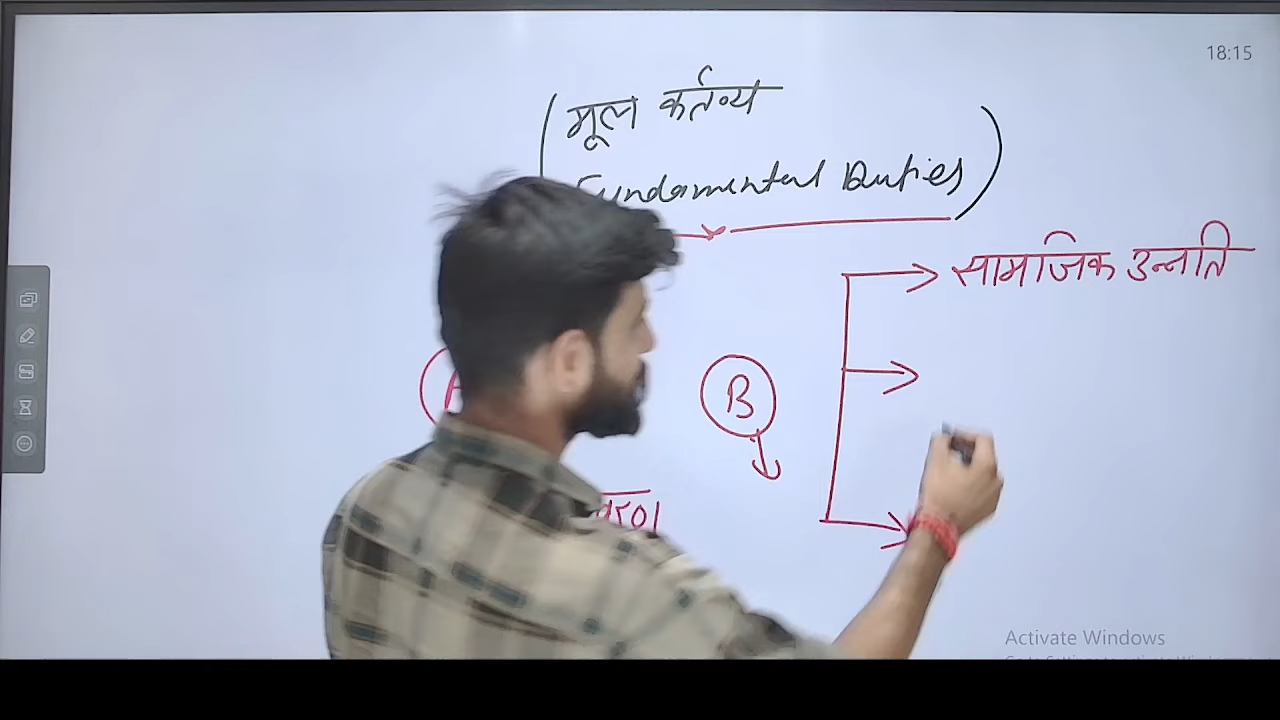 18:15
(मूल कर्तव्य
Fundamental Duties)
सामाजिक उन्नति
B
Activate Windows